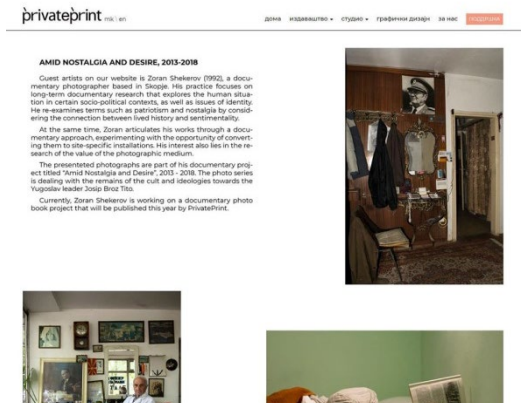 privateprint mk | en
дома издаваштво студио графички дизајн за нас поддршка
AMID NOSTALGIA AND DESIRE, 2013-2018
Guest artists on our website is Zoran Shekerov (1992), a docu-
mentary photographer based in Skopje. His practice focuses on
long-term documentary research that explores the human situa-
tion in certain socio-political contexts, as well as issues of identity.
He re-examines terms such as patriotism and nostalgia by consid-
ering the connection between lived history and sentimentality.
At the same time, Zoran articulates his works through a docu-
mentary approach, experimenting with the opportunity of convert-
ing them to site-specific installations. His interest also lies in the re-
search of the value of the photographic medium.
The presenteted photographs are part of his documentary proj-
ect titled "Amid Nostalgia and Desire", 2013 - 2018. The photo series
is dealing with the remains of the cult and ideologies towards the
Yugoslav leader Josip Broz Tito.
Currently, Zoran Shekerov is working on a documentary photo
book project that will be published this year by PrivatePrint.